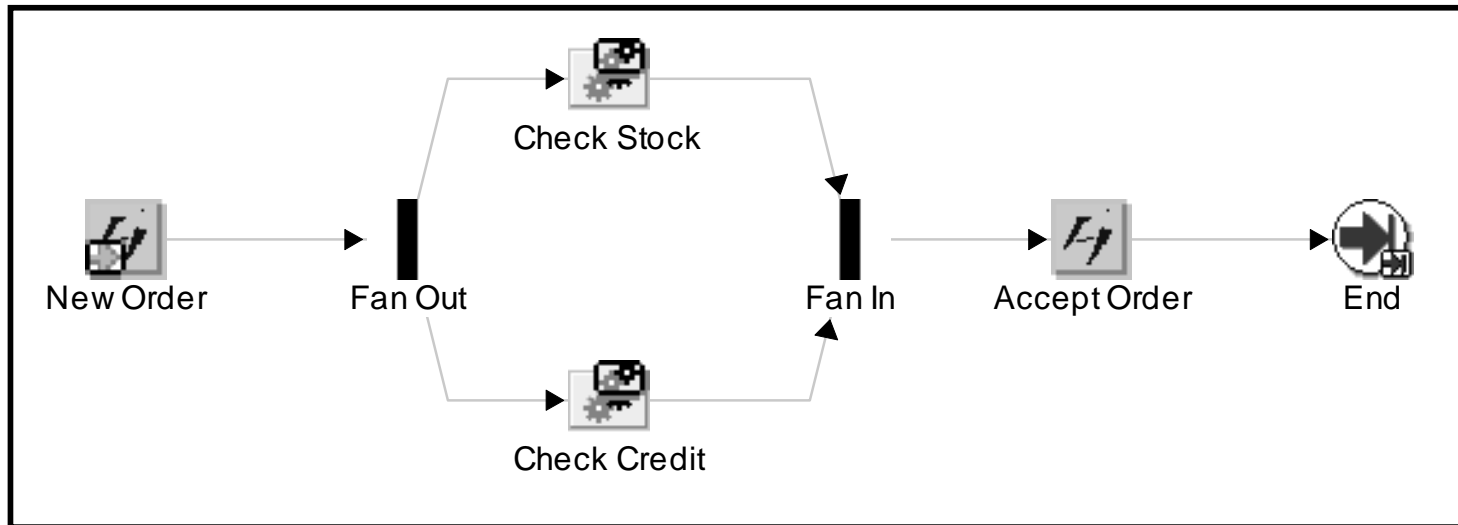 Check Stock
New Order
Fan Out
Fan In
Accept Order
End
Check Credit